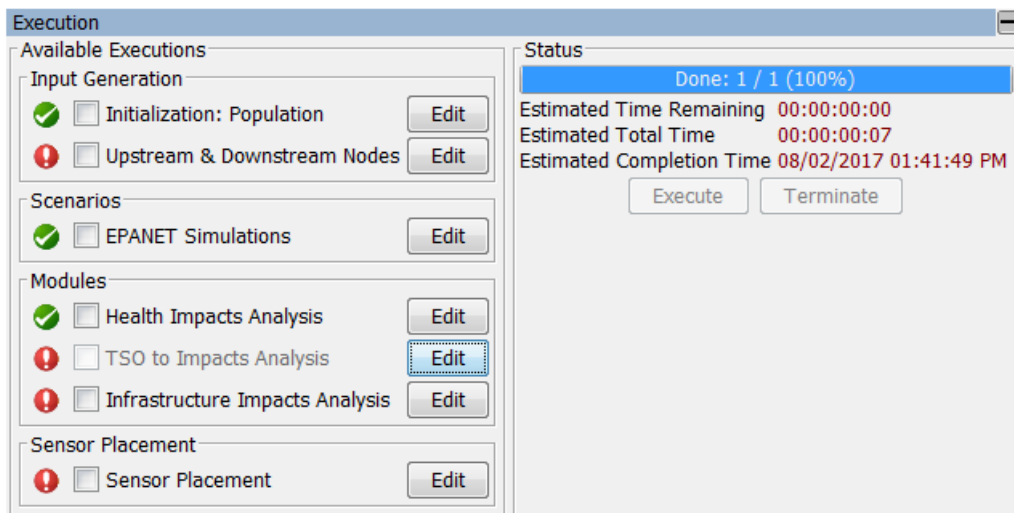 Execution
Available Executions
Input Generation
Initialization: Population Edit
Upstream & Downstream Nodes Edit
Scenarios
EPANET Simulations Edit
Modules
Health Impacts Analysis Edit
TSO to Impacts Analysis Edit
Infrastructure Impacts Analysis Edit
Sensor Placement
Sensor Placement Edit
Status
Done: 1 / 1 (100%)
Estimated Time Remaining 00:00:00:00
Estimated Total Time 00:00:00:07
Estimated Completion Time 08/02/2017 01:41:49 PM
Execute Terminate